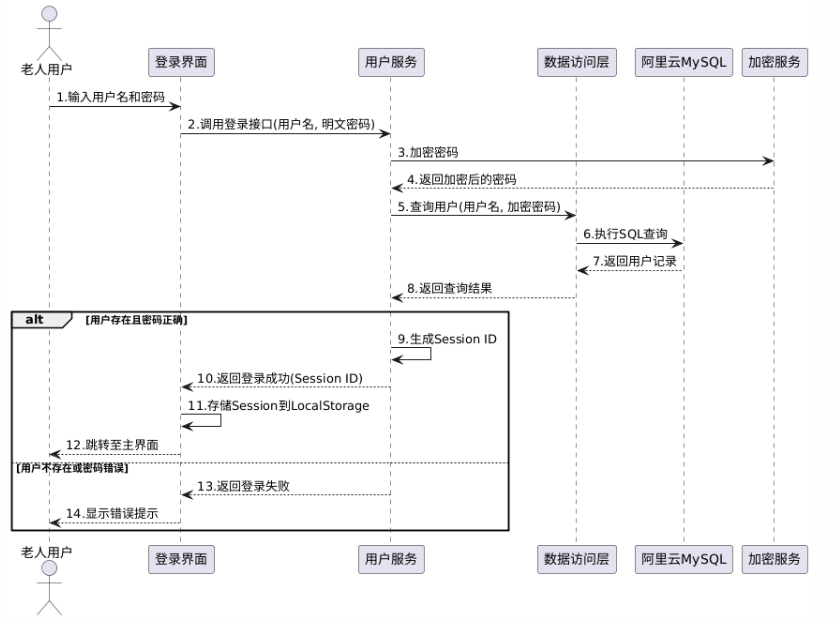 老人用户
登录界面
用户服务
数据访问层
阿里云MySQL
加密服务
1.输入用户名和密码
2.调用登录接口(用户名, 明文密码)
3.加密密码
4.返回加密后的密码
5.查询用户(用户名, 加密密码)
6.执行SQL查询
7.返回用户记录
8.返回查询结果
alt
[用户存在且密码正确]
9.生成Session ID
10.返回登录成功(Session ID)
11.存储Session到LocalStorage
12.跳转至主界面
[用户不存在或密码错误]
13.返回登录失败
14.显示错误提示
老人用户
登录界面
用户服务
数据访问层
阿里云MySQL
加密服务